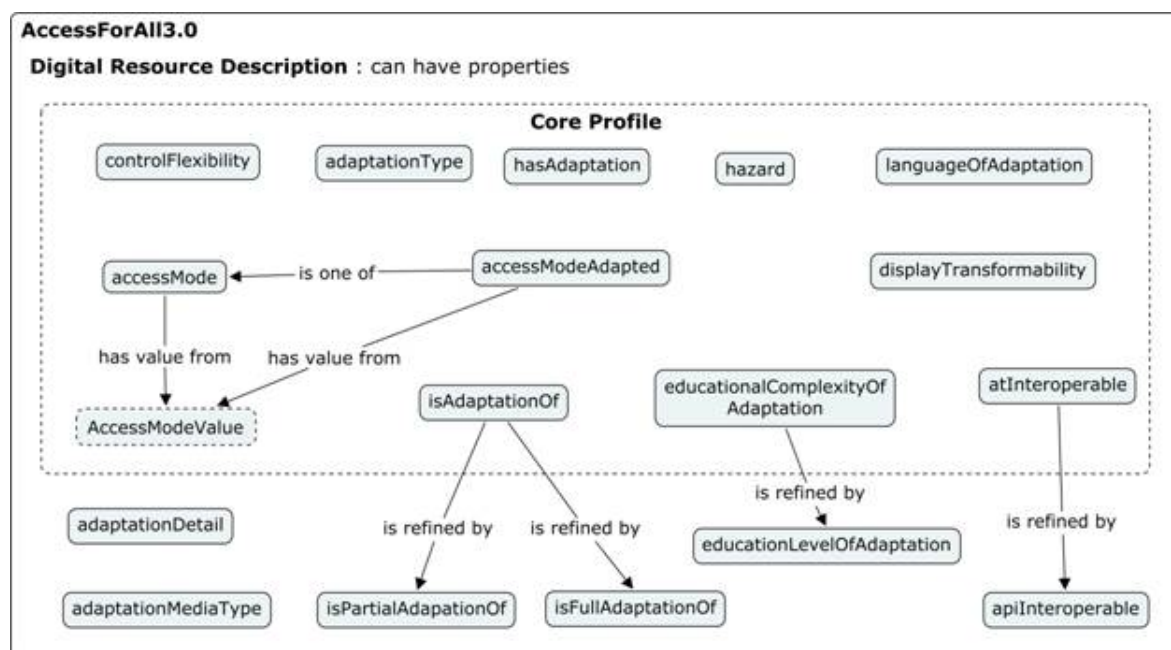 AccessForAll3.0
Digital Resource Description : can have properties
Core Profile
controlFlexibility
adaptationType
hasAdaptation
hazard
languageOfAdaptation
accessMode
is one of
accessModeAdapted
displayTransformability
has value from
has value from
AccessModeValue
isAdaptationOf
educationalComplexityOf
Adaptation
atInteroperable
adaptationDetail
is refined by
is refined by
is refined by
educationLevelOfAdaptation
is refined by
adaptationMediaType
isPartialAdapationOf
isFullAdaptationOf
apiInteroperable